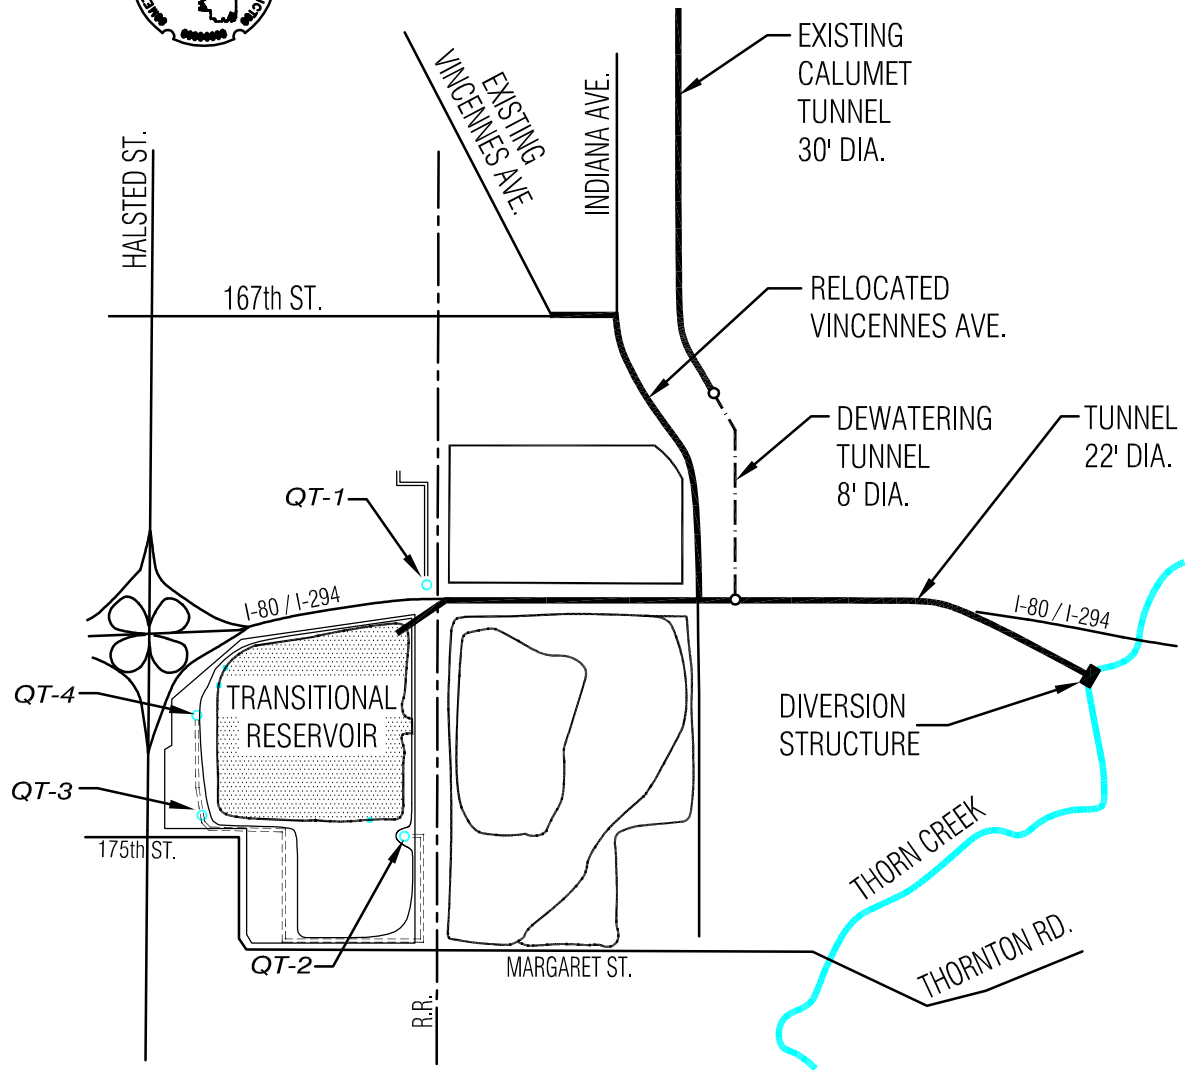 EXISTING
CALUMET
TUNNEL
30' DIA.
EXISTING
VINCENNES AVE.
INDIANA AVE.
HALSTED ST.
167th ST.
RELOCATED
VINCENNES AVE.
DEWATERING
TUNNEL
8' DIA.
TUNNEL
22' DIA.
QT-1
I-80 / I-294
I-80 / I-294
QT-4
TRANSITIONAL
RESERVOIR
DIVERSION
STRUCTURE
QT-3
175th ST.
THORN CREEK
THORNTON RD.
QT-2
MARGARET ST.
R.R.